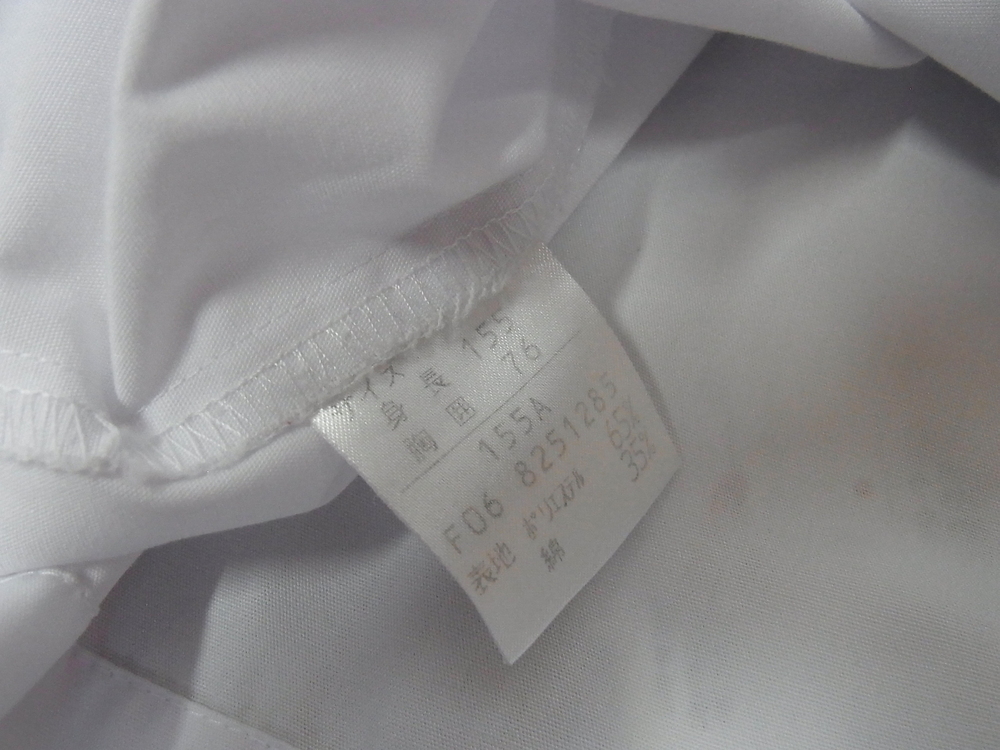 サイズ
身長 155
胸囲 76
155A
F06 8251285
表地 ポリエステル 65%
綿 35%